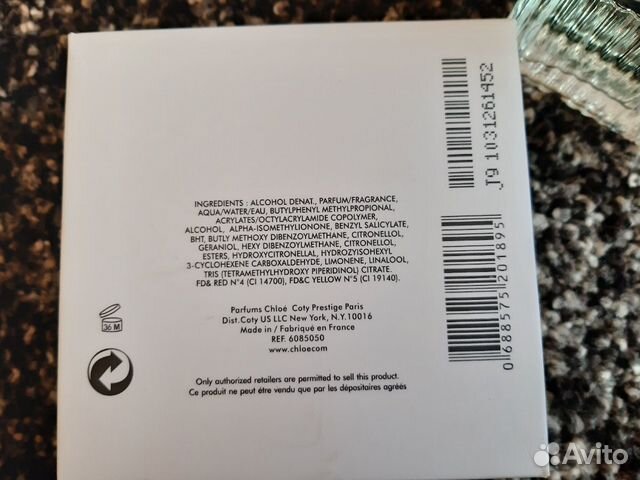 INGREDIENTS : ALCOHOL DENAT., PARFUM/FRAGRANCE,
AQUA/WATER/EAU, BUTYLPHENYL METHYLPROPIONAL,
ACRYLATES/OCTYLACRYLAMIDE COPOLYMER,
ALCOHOL, ALPHA-ISOMETHYLIONONE, BENZYL SALICYLATE,
BHT, BUTLY METHOXY DIBENZOYLMETHANE, CITRONELLOL,
GERANIOL, HEXY DIBENZOYLMETHANE, CITRONELLOL,
ESTERS, HYDROXYCITRONELLAL, HYDROZYISOHEXYL
3-CYCLOHEXENE CARBOXALDEHYDE, LIMONENE, LINALOOL,
TRIS (TETRAMETHYLHYDROXY PIPERIDINOL) CITRATE.
FD& RED N°4 (CI 14700), FD&C YELLOW N°5 (CI 19140).
Parfums Chloé Coty Prestige Paris
Dist. Coty US LLC New York, N.Y.10016
Made in / Fabriqué en France
REF. 6085050
www.chloecom
Only authorized retailers are permitted to sell this product.
Ce produit ne peut étre vendu que par les dépositaires agréés
36 M
J9 1031261452
0 688575 201895
Avito